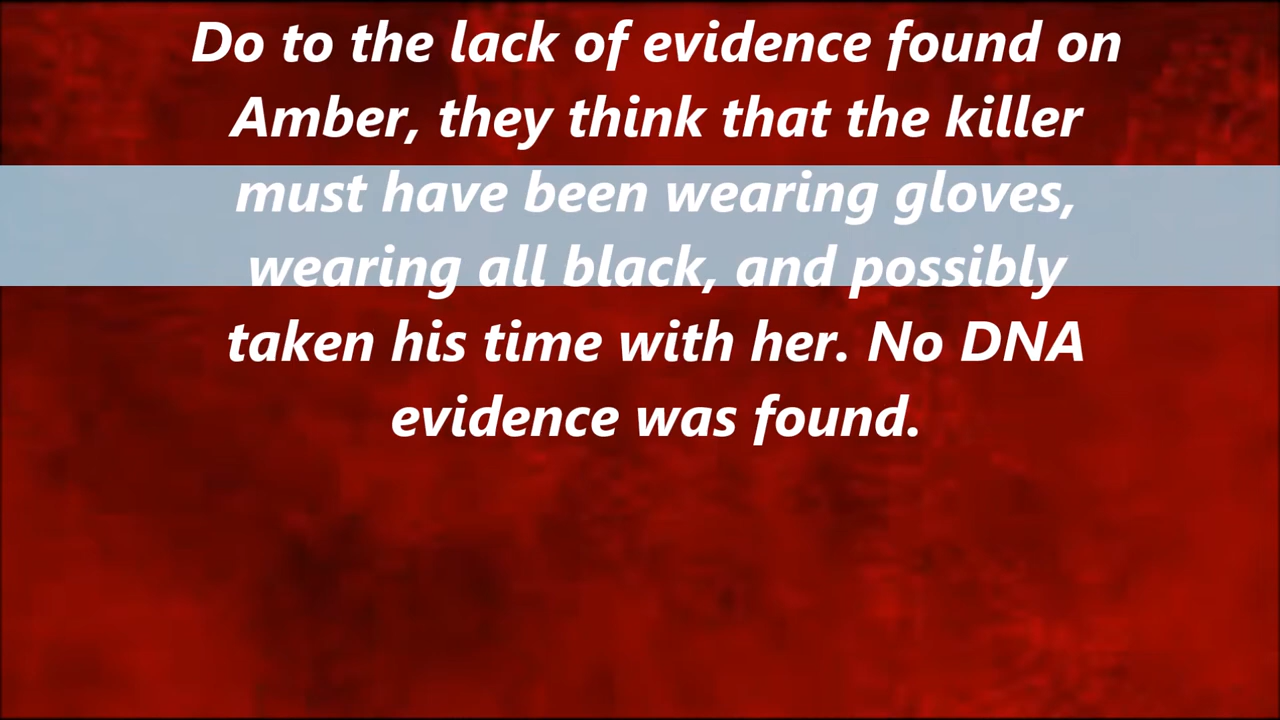 Do to the lack of evidence found on
Amber, they think that the killer
must have been wearing gloves,
wearing all black, and possibly
taken his time with her. No DNA
evidence was found.